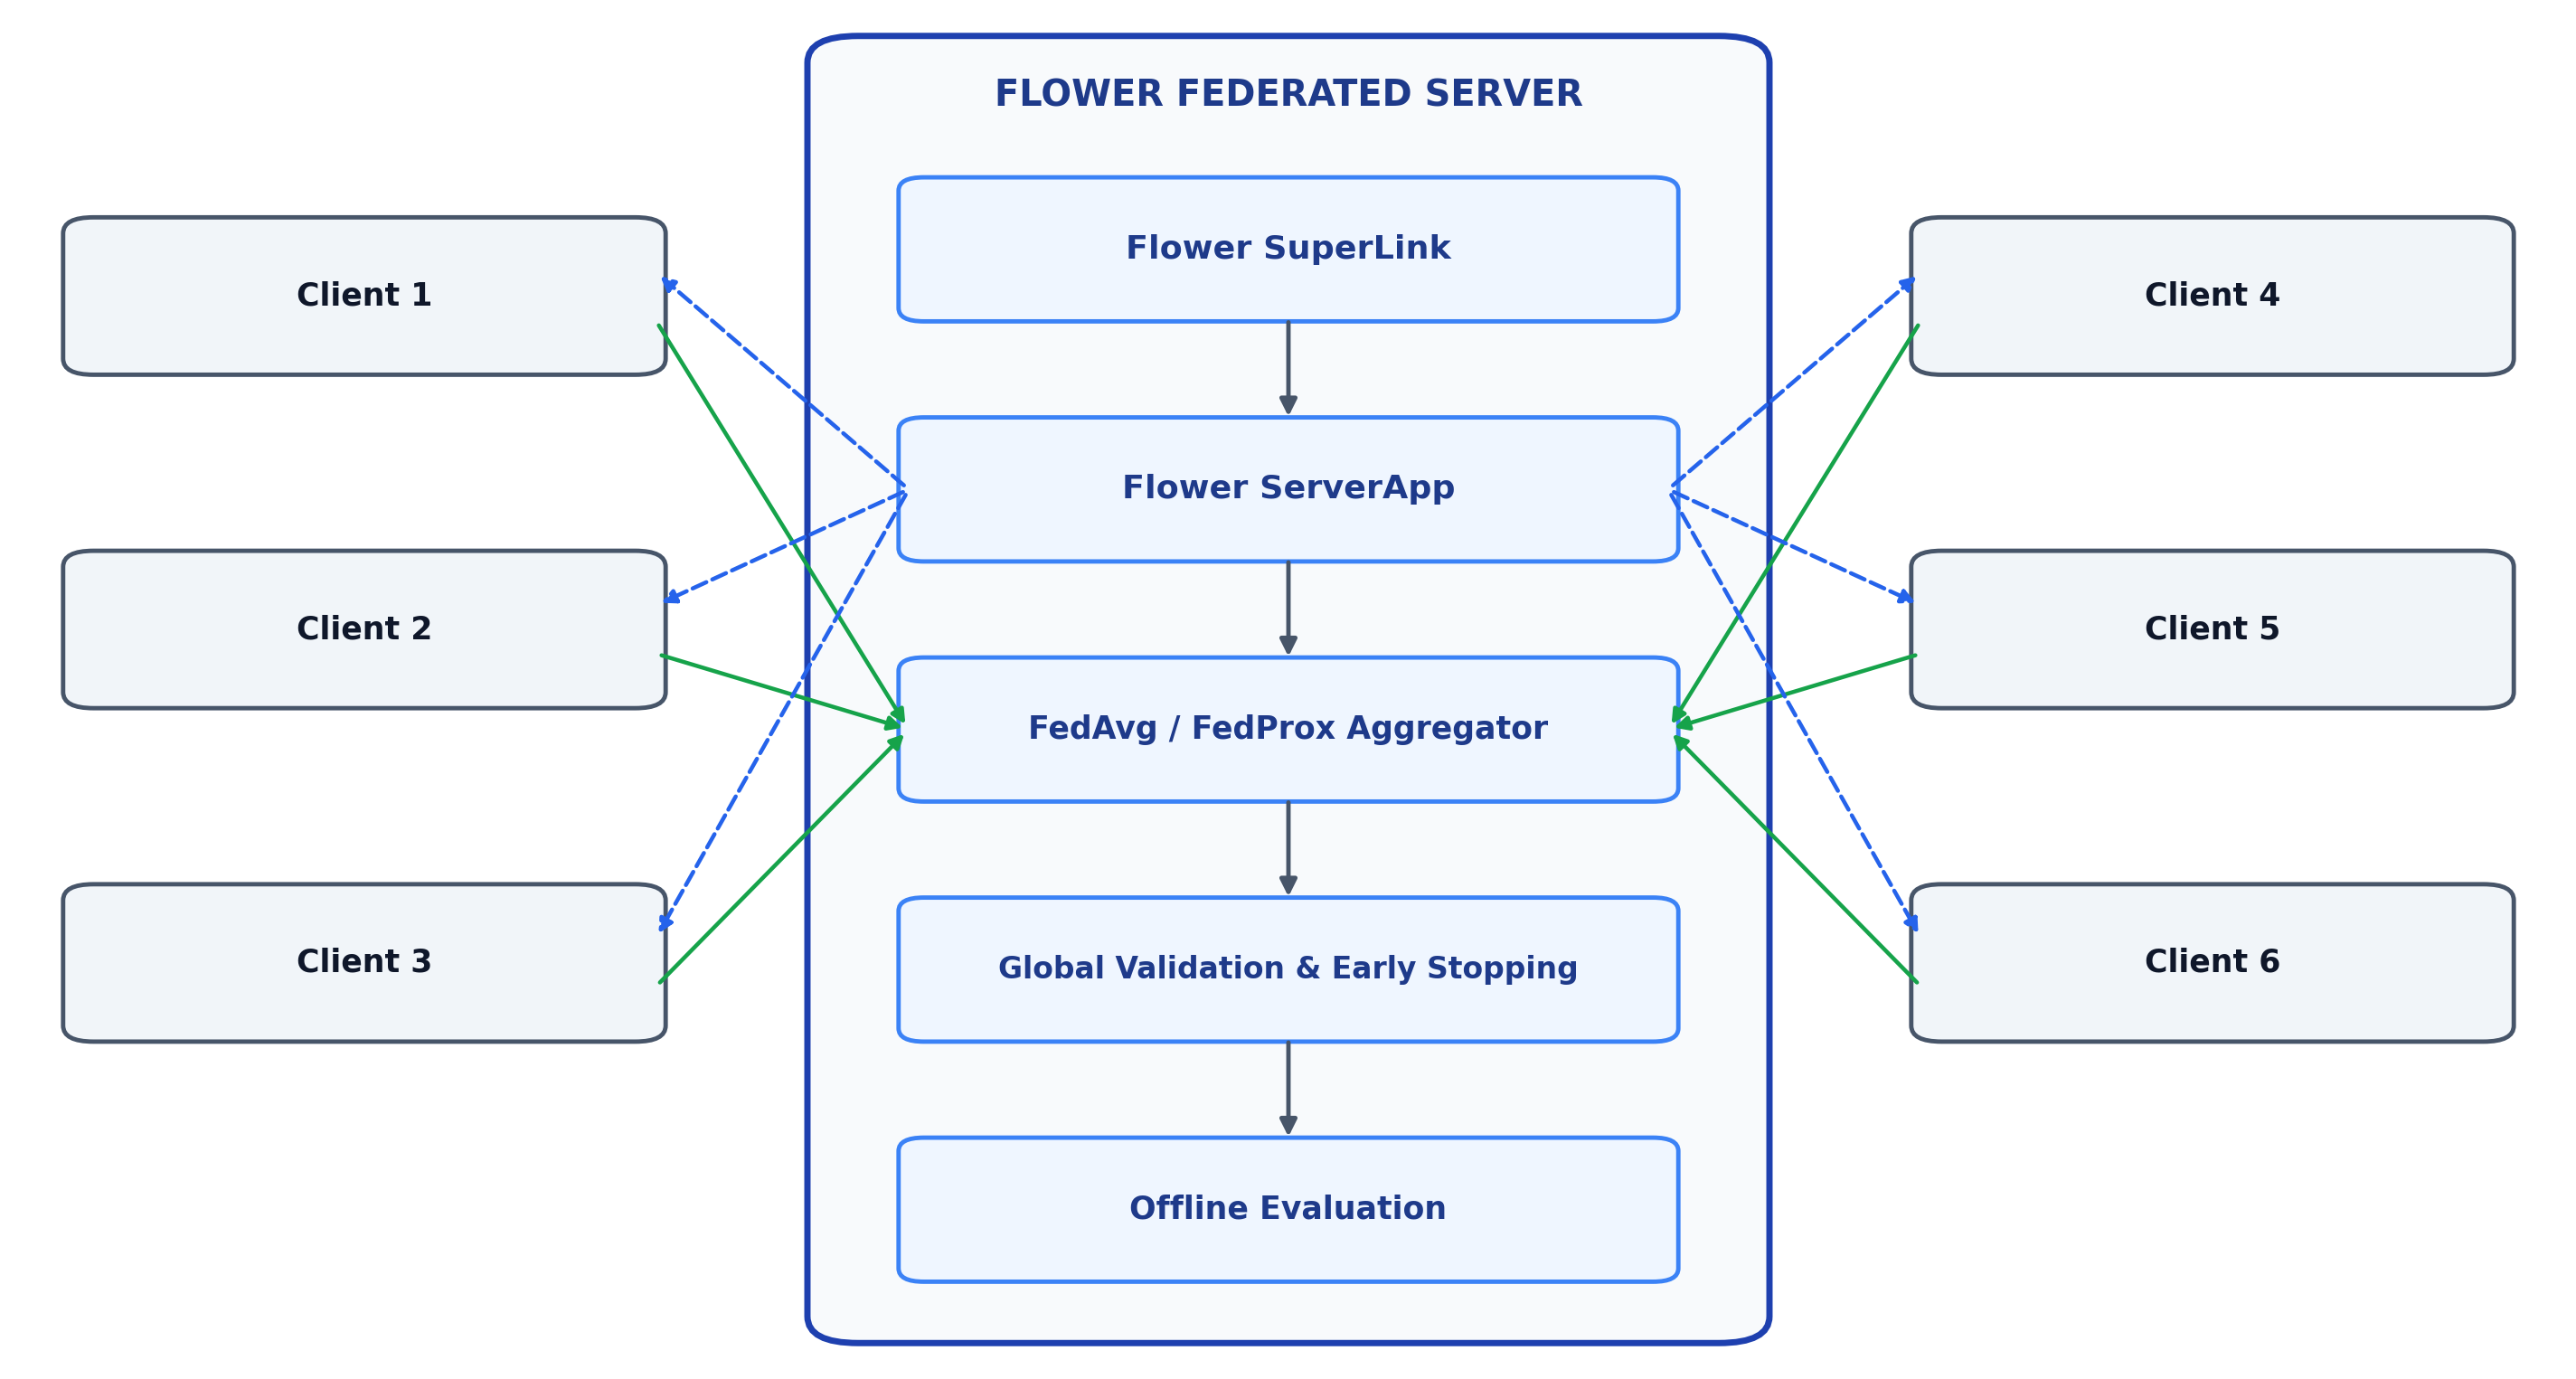 FLOWER FEDERATED SERVER
Flower SuperLink
Client 1
Client 4
Flower ServerApp
Client 2
Client 5
FedAvg / FedProx Aggregator
Client 3
Client 6
Global Validation & Early Stopping
Offline Evaluation